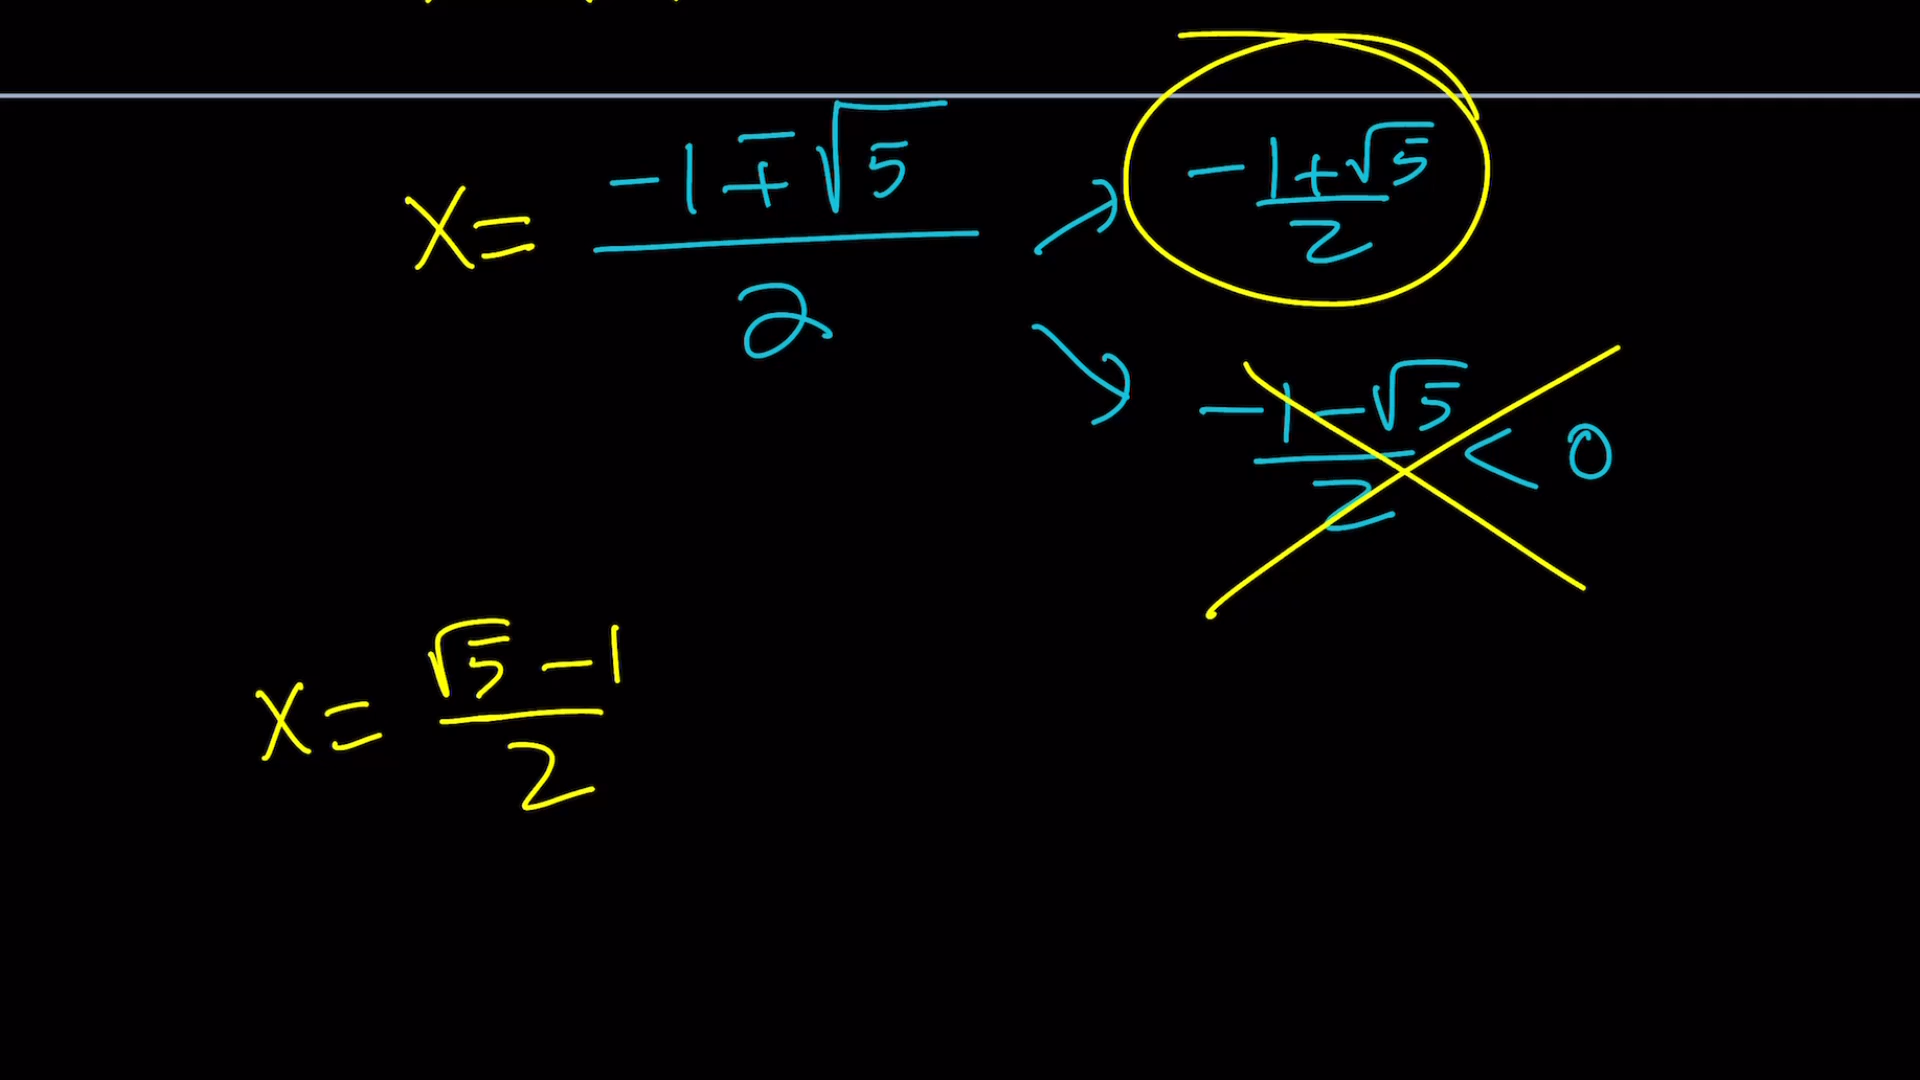 x = (-1 ∓ √5)/2 → (-1+√5)/2
→ (-1-√5)/2 < 0
x = (√5 - 1)/2